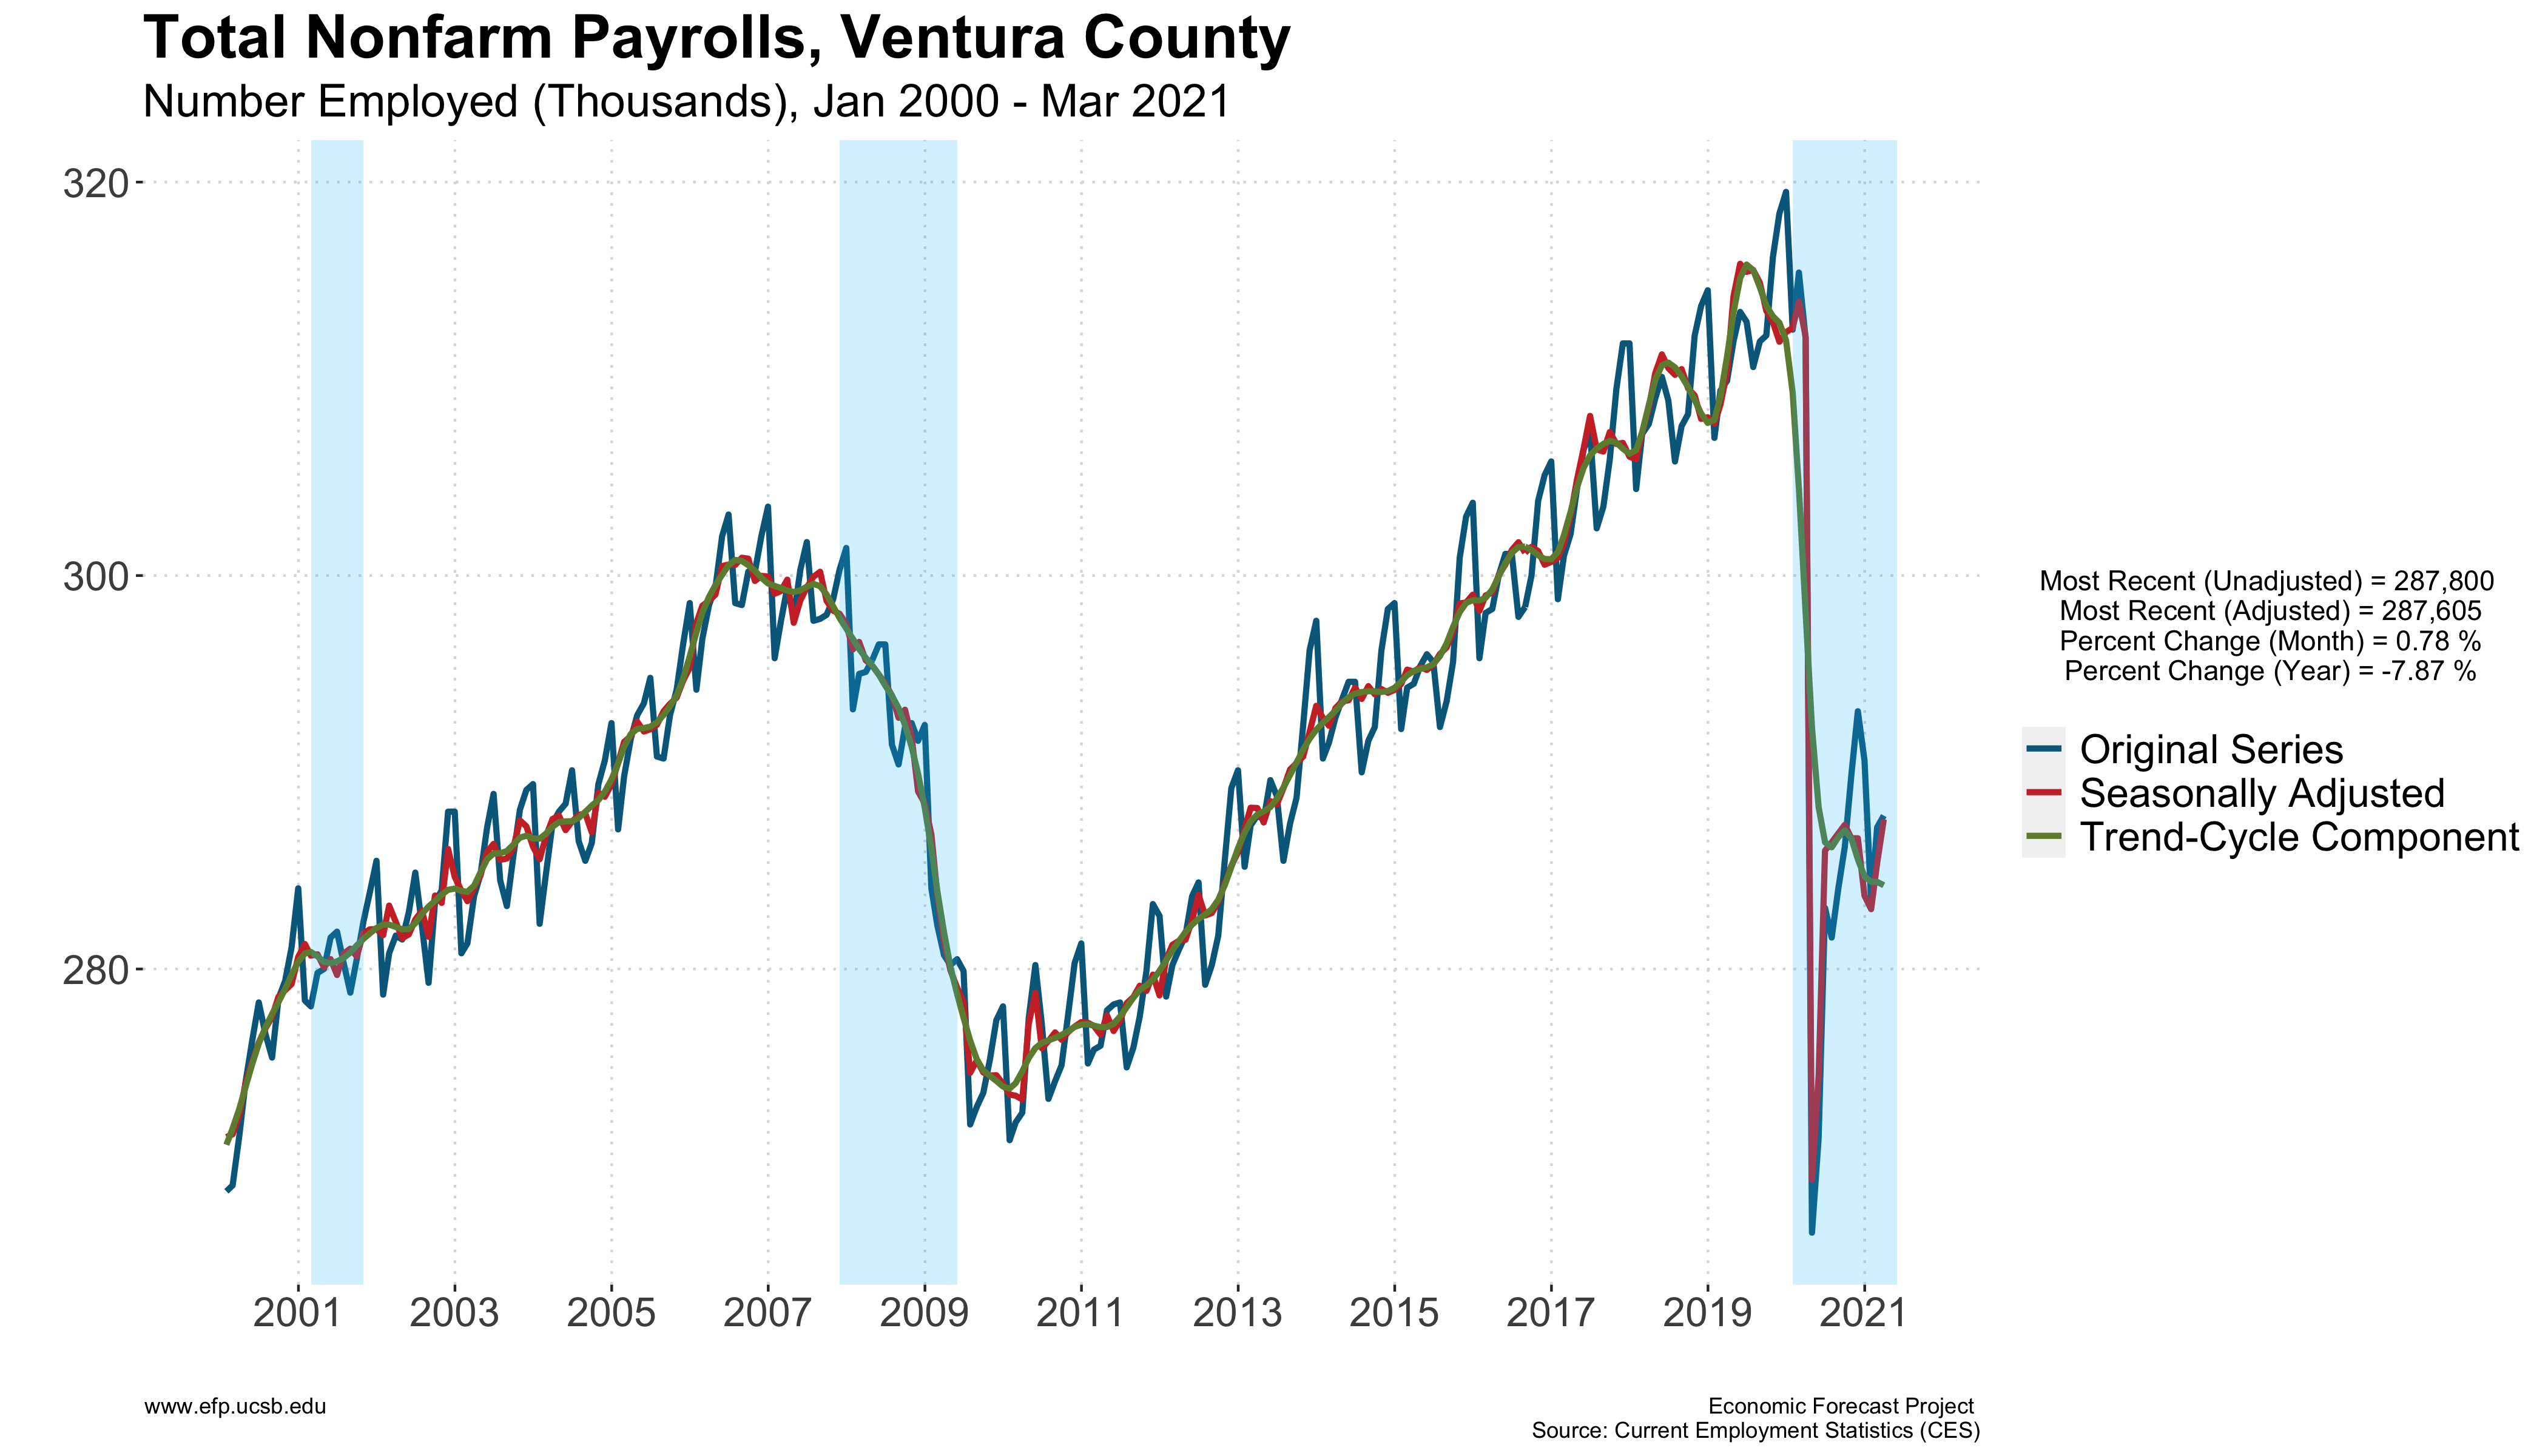 Total Nonfarm Payrolls, Ventura County
Number Employed (Thousands), Jan 2000 - Mar 2021
320
300
280
2001 2003 2005 2007 2009 2011 2013 2015 2017 2019 2021
Most Recent (Unadjusted) = 287,800
Most Recent (Adjusted) = 287,605
Percent Change (Month) = 0.78 %
Percent Change (Year) = -7.87 %
Original Series
Seasonally Adjusted
Trend-Cycle Component
www.efp.ucsb.edu
Economic Forecast Project
Source: Current Employment Statistics (CES)